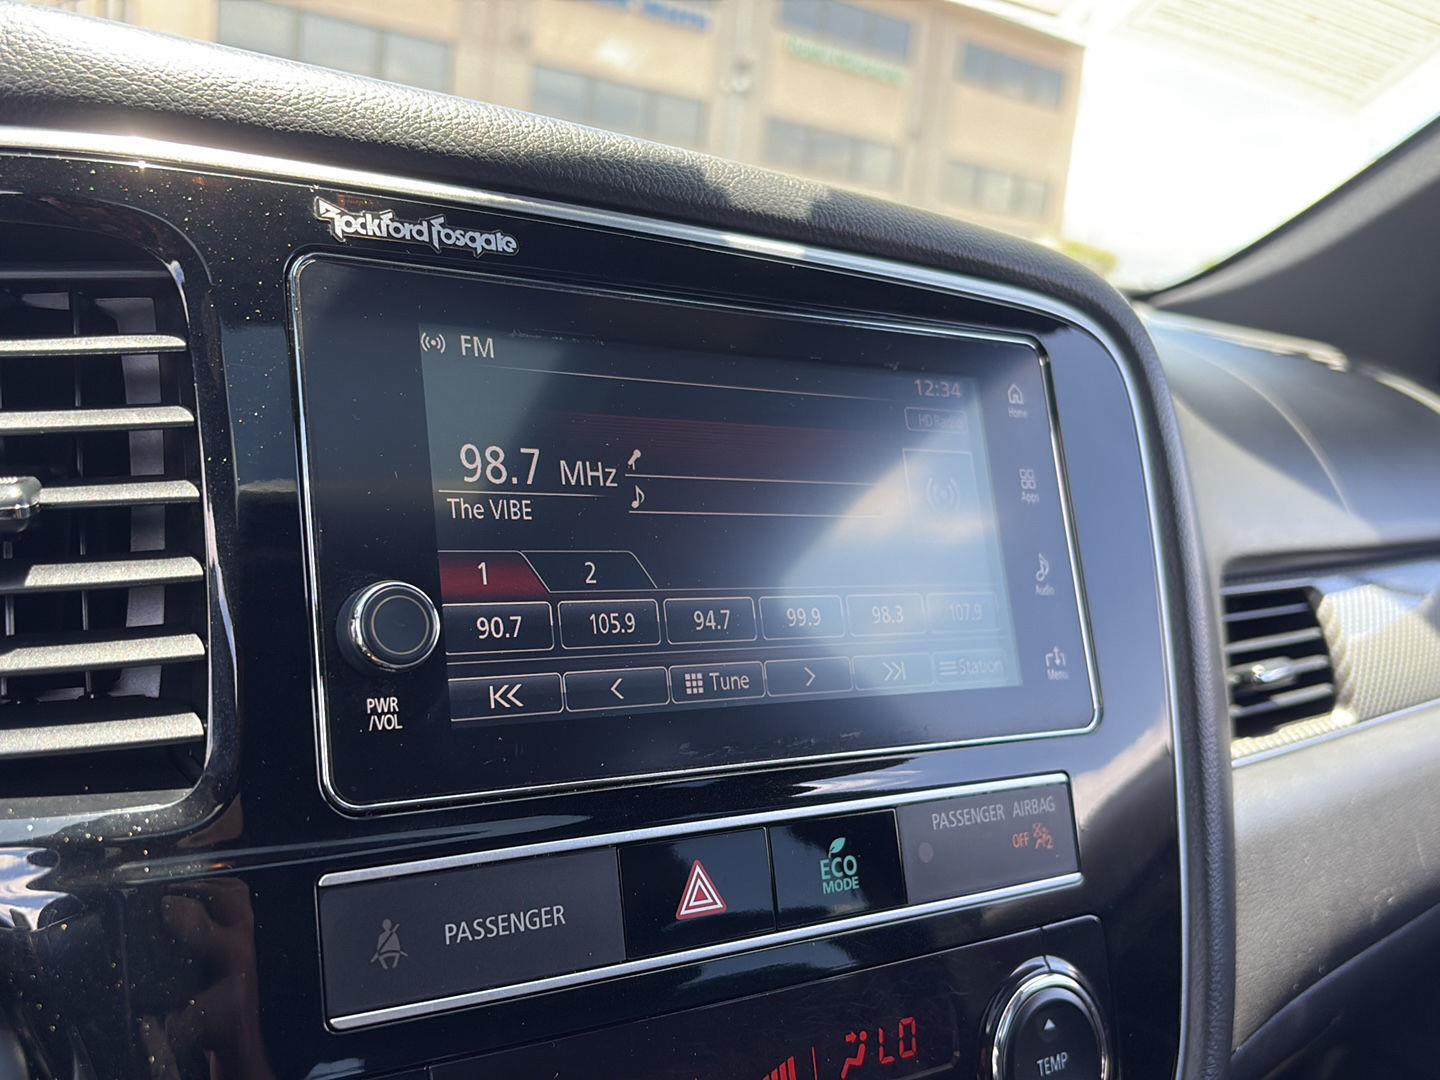 Rockford Fosgate
FM
12:34
HD Radio
98.7 MHz
The VIBE
1 2
90.7 105.9 94.7 99.9 98.3 107.9
Tune Station
Home
Apps
Audio
Menu
PWR
/VOL
PASSENGER
ECO
MODE
PASSENGER AIRBAG
OFF
LO
TEMP